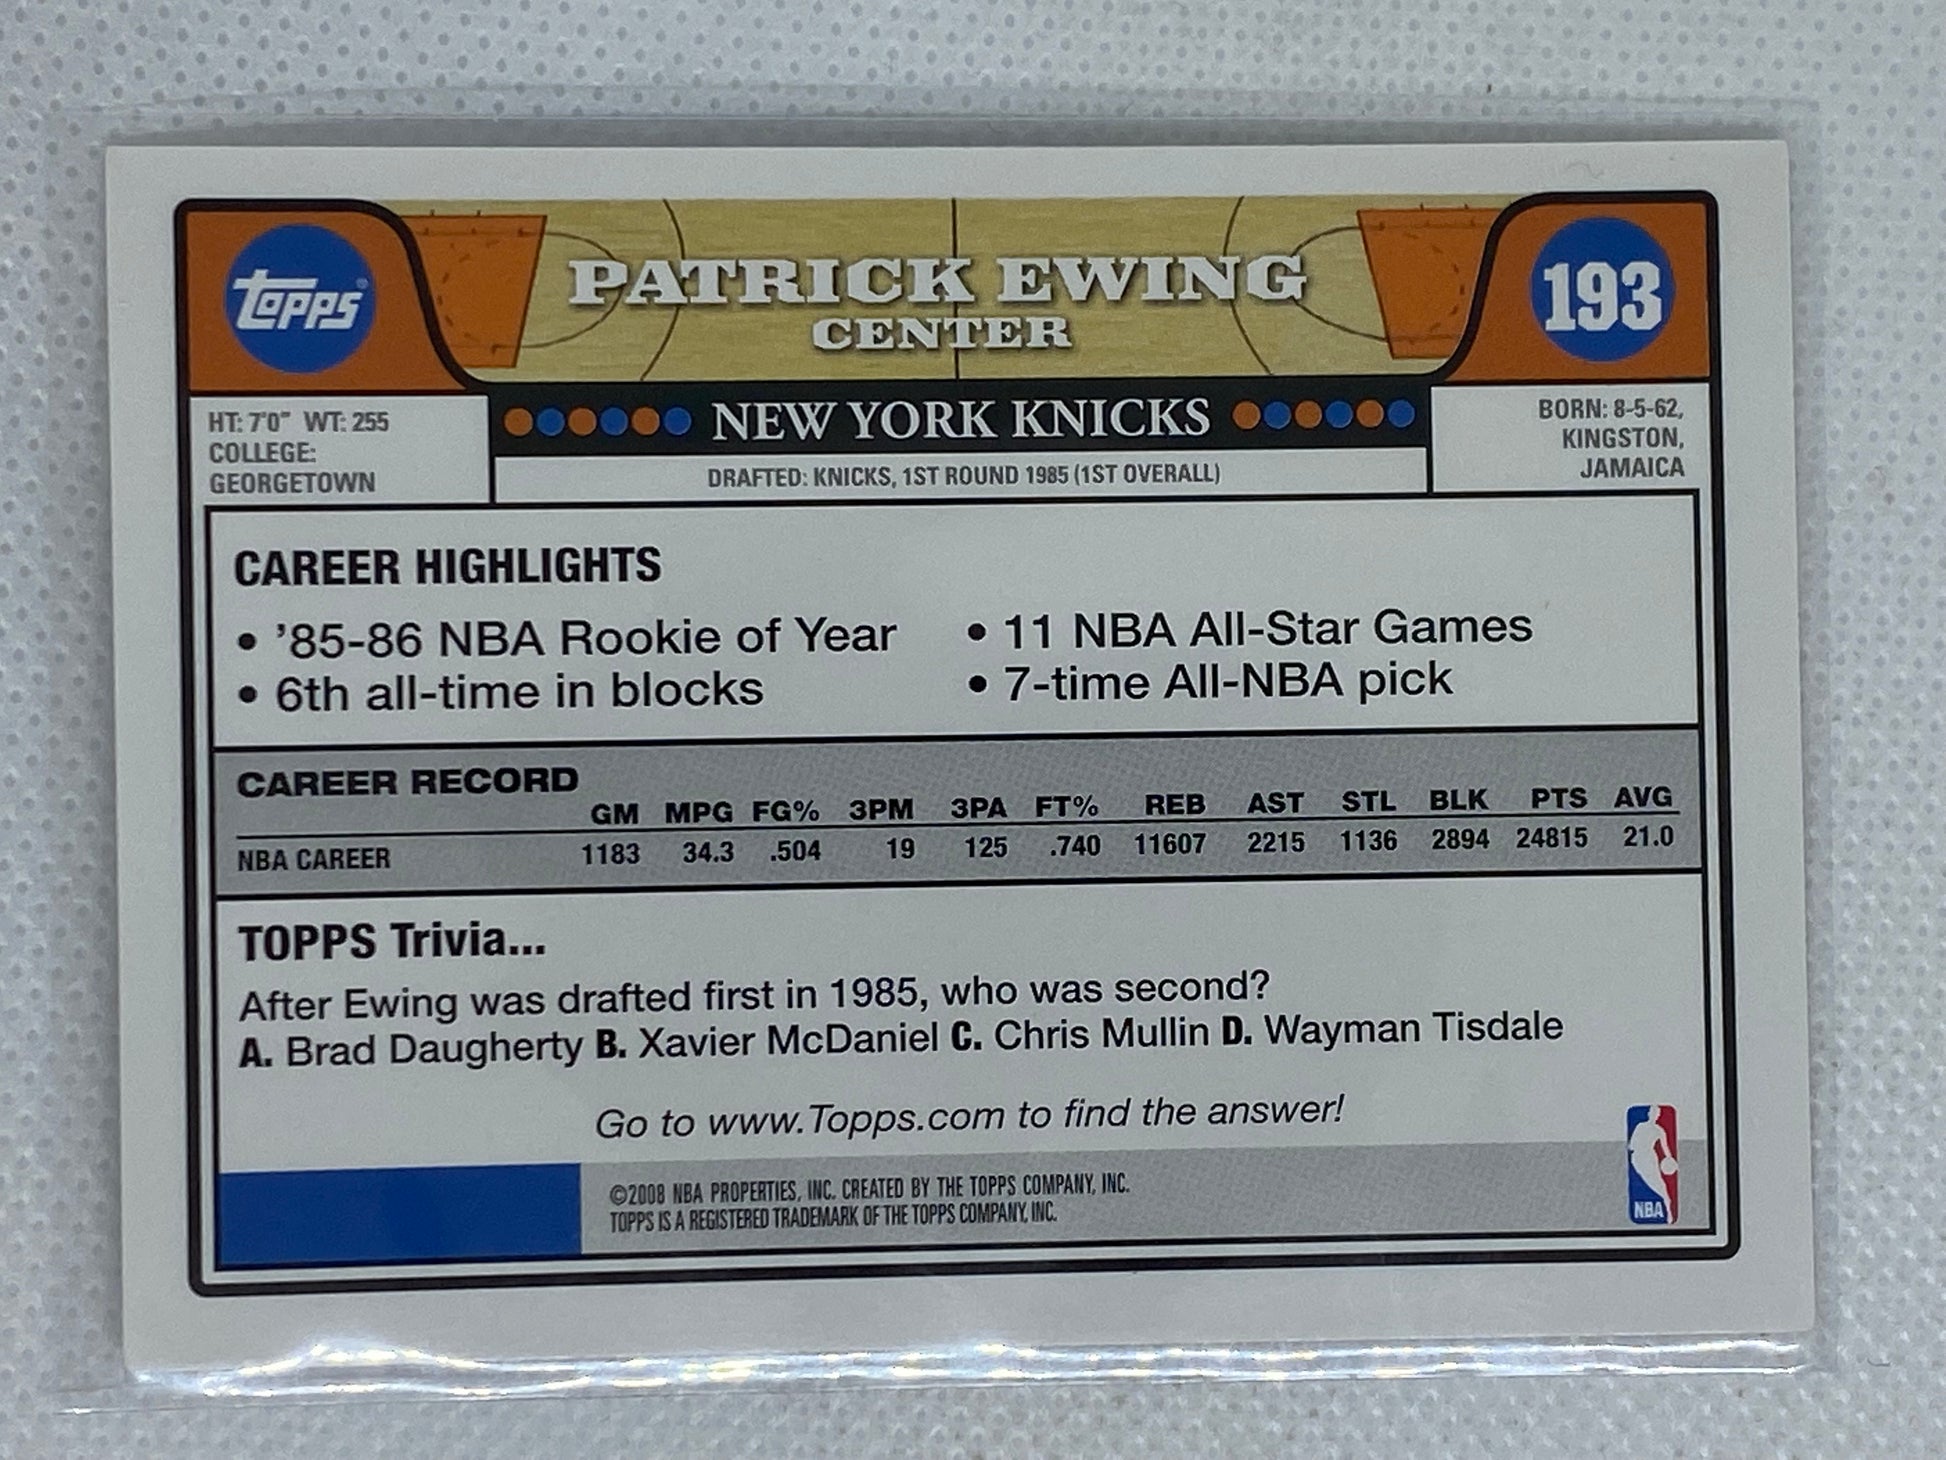 topps®
PATRICK EWING
CENTER
193
HT: 7'0" WT: 255
COLLEGE:
GEORGETOWN
NEW YORK KNICKS
DRAFTED: KNICKS, 1ST ROUND 1985 (1ST OVERALL)
BORN: 8-5-62,
KINGSTON,
JAMAICA
CAREER HIGHLIGHTS
• ’85-86 NBA Rookie of Year
• 6th all-time in blocks
• 11 NBA All-Star Games
• 7-time All-NBA pick
CAREER RECORD
GM MPG FG% 3PM 3PA FT% REB AST STL BLK PTS AVG
NBA CAREER 1183 34.3 .504 19 125 .740 11607 2215 1136 2894 24815 21.0
TOPPS Trivia...
After Ewing was drafted first in 1985, who was second?
A. Brad Daugherty B. Xavier McDaniel C. Chris Mullin D. Wayman Tisdale
Go to www.Topps.com to find the answer!
©2008 NBA PROPERTIES, INC. CREATED BY THE TOPPS COMPANY, INC.
TOPPS IS A REGISTERED TRADEMARK OF THE TOPPS COMPANY, INC.
NBA